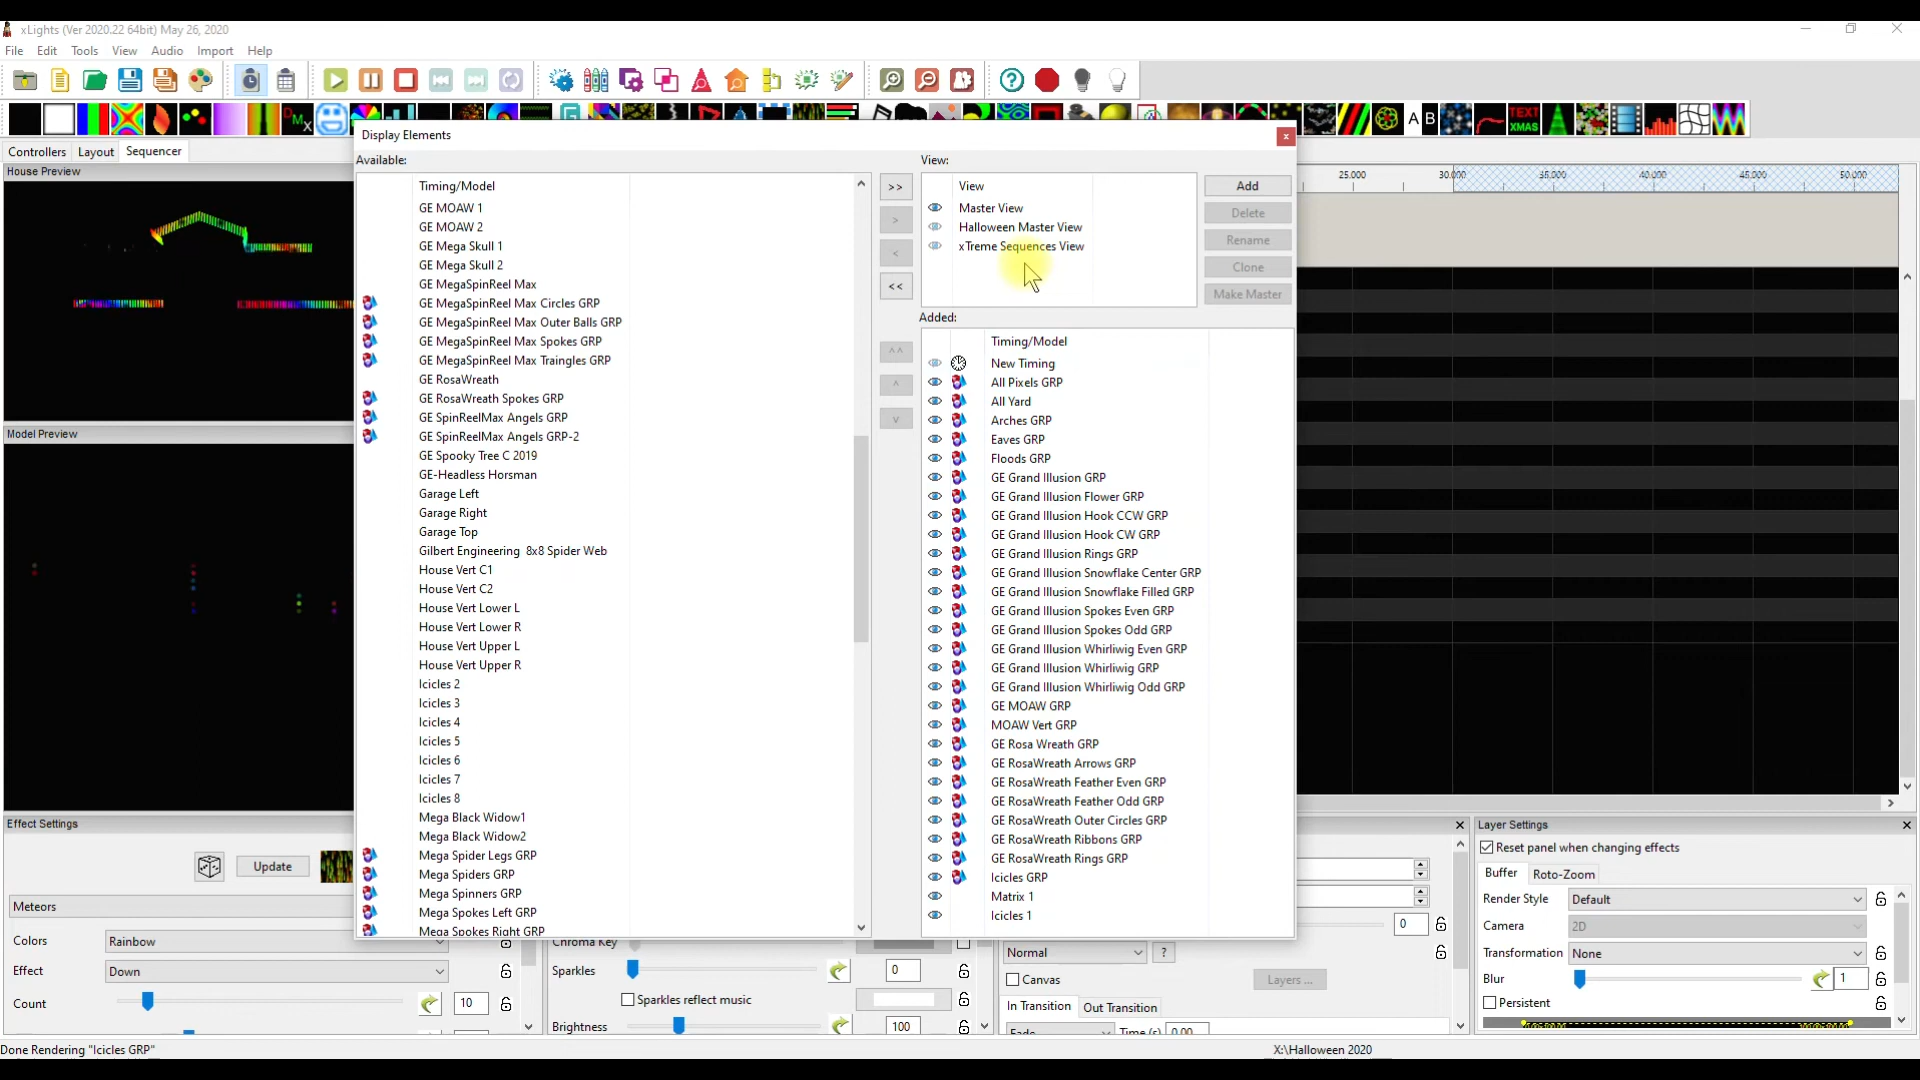 xLights (Ver 2020.22 64bit) May 26, 2020
File Edit Tools View Audio Import Help
Controllers Layout Sequencer
House Preview
Model Preview
Display Elements
Available:
Timing/Model
GE MOAW 1
GE MOAW 2
GE Mega Skull 1
GE Mega Skull 2
GE MegaSpinReel Max
GE MegaSpinReel Max Circles GRP
GE MegaSpinReel Max Outer Balls GRP
GE MegaSpinReel Max Spokes GRP
GE MegaSpinReel Max Traingles GRP
GE RosaWreath
GE RosaWreath Spokes GRP
GE SpinReelMax Angels GRP
GE SpinReelMax Angels GRP-2
GE Spooky Tree C 2019
GE-Headless Horsman
Garage Left
Garage Right
Garage Top
Gilbert Engineering 8x8 Spider Web
House Vert C1
House Vert C2
House Vert Lower L
House Vert Lower R
House Vert Upper L
House Vert Upper R
Icicles 2
Icicles 3
Icicles 4
Icicles 5
Icicles 6
Icicles 7
Icicles 8
Mega Black Widow1
Mega Black Widow2
Mega Spider Legs GRP
Mega Spiders GRP
Mega Spinners GRP
Mega Spokes Left GRP
Mega Spokes Right GRP
>>
>
<
<<
^^
^
v
View:
View
Master View
Halloween Master View
xTreme Sequences View
Add
Delete
Rename
Clone
Make Master
Added:
Timing/Model
New Timing
All Pixels GRP
All Yard
Arches GRP
Eaves GRP
Floods GRP
GE Grand Illusion GRP
GE Grand Illusion Flower GRP
GE Grand Illusion Hook CCW GRP
GE Grand Illusion Hook CW GRP
GE Grand Illusion Rings GRP
GE Grand Illusion Snowflake Center GRP
GE Grand Illusion Snowflake Filled GRP
GE Grand Illusion Spokes Even GRP
GE Grand Illusion Spokes Odd GRP
GE Grand Illusion Whirliwig Even GRP
GE Grand Illusion Whirliwig GRP
GE Grand Illusion Whirliwig Odd GRP
GE MOAW GRP
MOAW Vert GRP
GE Rosa Wreath GRP
GE RosaWreath Arrows GRP
GE RosaWreath Feather Even GRP
GE RosaWreath Feather Odd GRP
GE RosaWreath Outer Circles GRP
GE RosaWreath Ribbons GRP
GE RosaWreath Rings GRP
Icicles GRP
Matrix 1
Icicles 1
25.000 30.000 35.000 40.000 45.000 50.000
Effect Settings
Update
Meteors
Colors Rainbow
Effect Down
Count 10
Chroma Key
Sparkles 0
Sparkles reflect music
Brightness 100
0
Normal ?
Canvas Layers ...
In Transition Out Transition
Fade Time (s) 0.00
Layer Settings
Reset panel when changing effects
Buffer Roto-Zoom
Render Style Default
Camera 2D
Transformation None
Blur 1
Persistent
Done Rendering "Icicles GRP"
X:\Halloween 2020